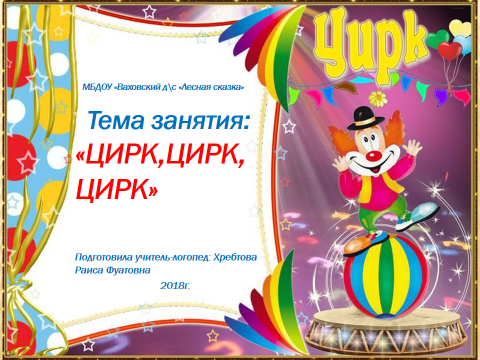 Цирк
МБДОУ «Ваховский д\с «Лесная сказка»
Тема занятия:
«ЦИРК,ЦИРК,
ЦИРК»
Подготовила учитель-логопед: Хребтова
Раиса Фуатовна
2018г.